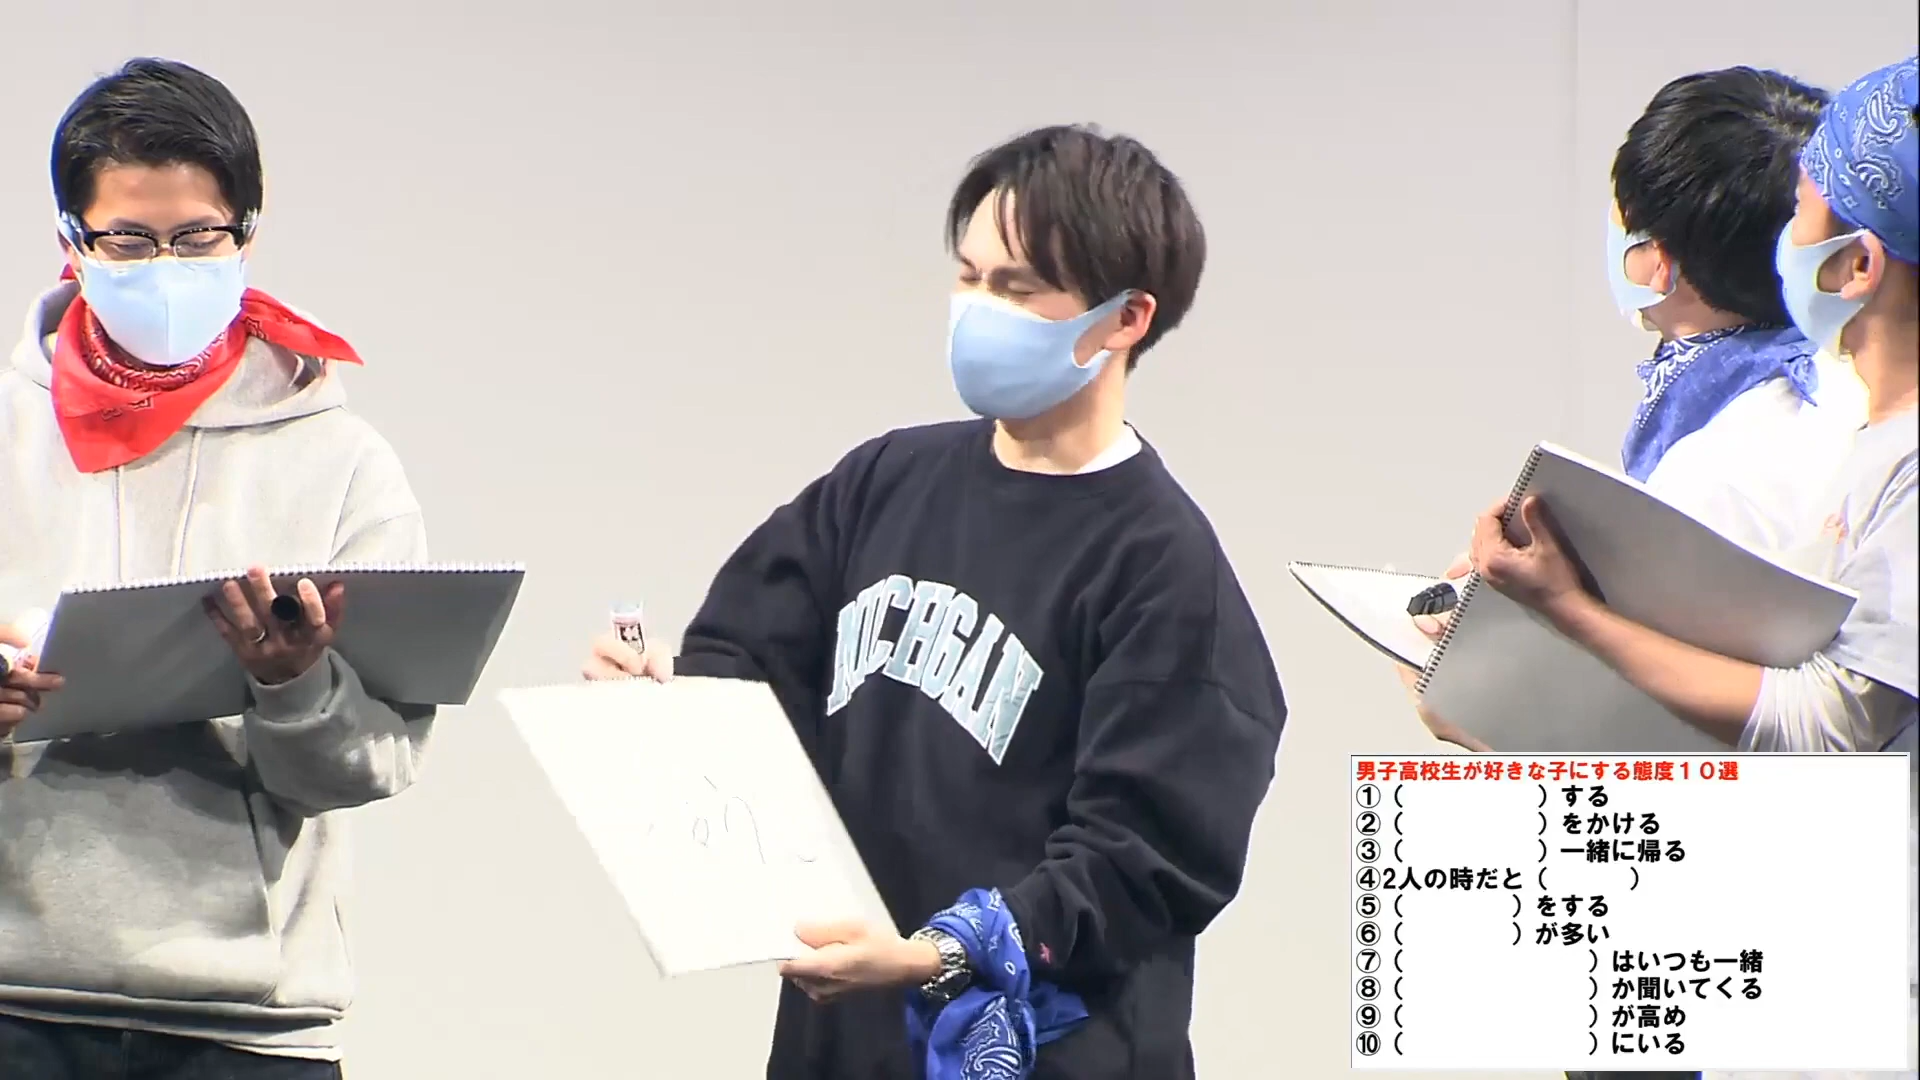 MICHIGAN
男子高校生が好きな子にする態度１０選
①（　　　　　）する
②（　　　　　）をかける
③（　　　　　）一緒に帰る
④2人の時だと（　　　）
⑤（　　　　）をする
⑥（　　　　）が多い
⑦（　　　　　　　）はいつも一緒
⑧（　　　　　　　）か聞いてくる
⑨（　　　　　　　）が高め
⑩（　　　　　　　）にいる